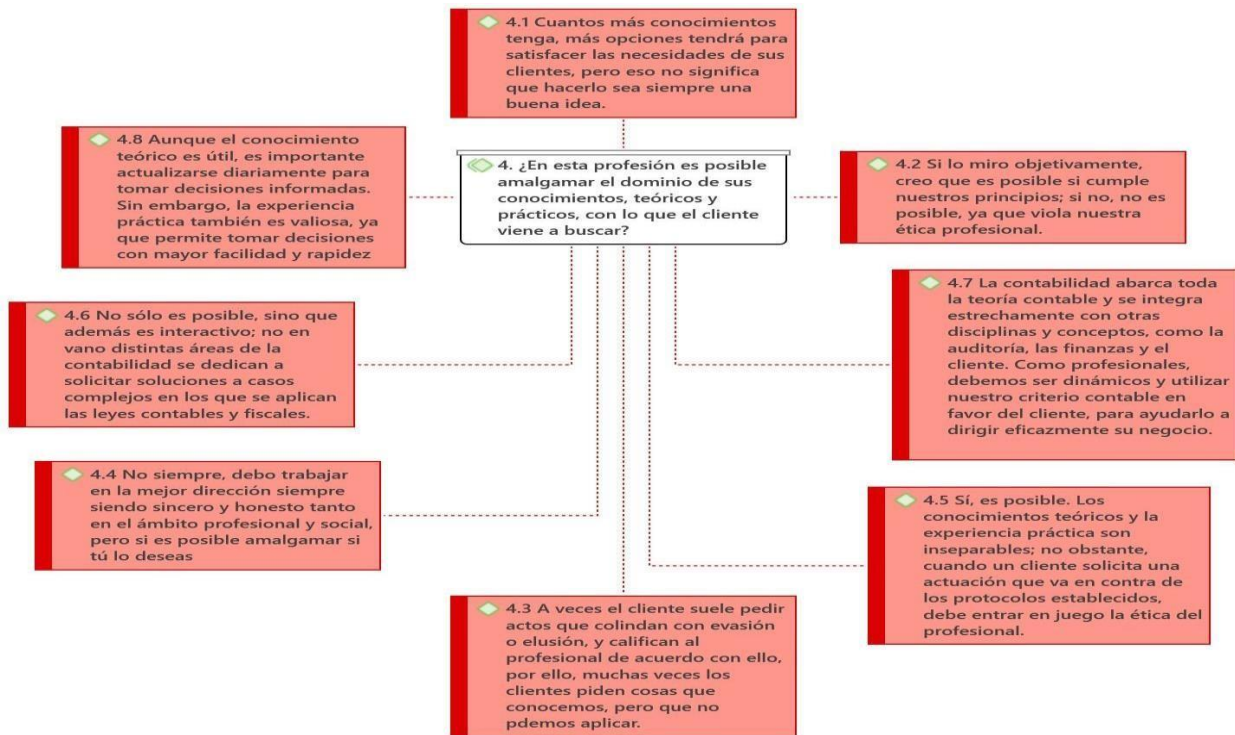 4.1 Cuantos más conocimientos
tenga, más opciones tendrá para
satisfacer las necesidades de sus
clientes, pero eso no significa
que hacerlo sea siempre una
buena idea.
4.8 Aunque el conocimiento
teórico es útil, es importante
actualizarse diariamente para
tomar decisiones informadas.
Sin embargo, la experiencia
práctica también es valiosa, ya
que permite tomar decisiones
con mayor facilidad y rapidez
4. ¿En esta profesión es posible
amalgamar el dominio de sus
conocimientos, teóricos y
prácticos, con lo que el cliente
viene a buscar?
4.2 Si lo miro objetivamente,
creo que es posible si cumple
nuestros principios; si no, no es
posible, ya que viola nuestra
ética profesional.
4.6 No sólo es posible, sino que
además es interactivo; no en
vano distintas áreas de la
contabilidad se dedican a
solicitar soluciones a casos
complejos en los que se aplican
las leyes contables y fiscales.
4.7 La contabilidad abarca toda
la teoría contable y se integra
estrechamente con otras
disciplinas y conceptos, como la
auditoría, las finanzas y el
cliente. Como profesionales,
debemos ser dinámicos y utilizar
nuestro criterio contable en
favor del cliente, para ayudarlo a
dirigir eficazmente su negocio.
4.4 No siempre, debo trabajar
en la mejor dirección siempre
siendo sincero y honesto tanto
en el ámbito profesional y social,
pero si es posible amalgamar si
tú lo deseas
4.5 Sí, es posible. Los
conocimientos teóricos y la
experiencia práctica son
inseparables; no obstante,
cuando un cliente solicita una
actuación que va en contra de
los protocolos establecidos,
debe entrar en juego la ética del
profesional.
4.3 A veces el cliente suele pedir
actos que colindan con evasión
o elusión, y califican al
profesional de acuerdo con ello,
por ello, muchas veces los
clientes piden cosas que
conocemos, pero que no
pdemos aplicar.